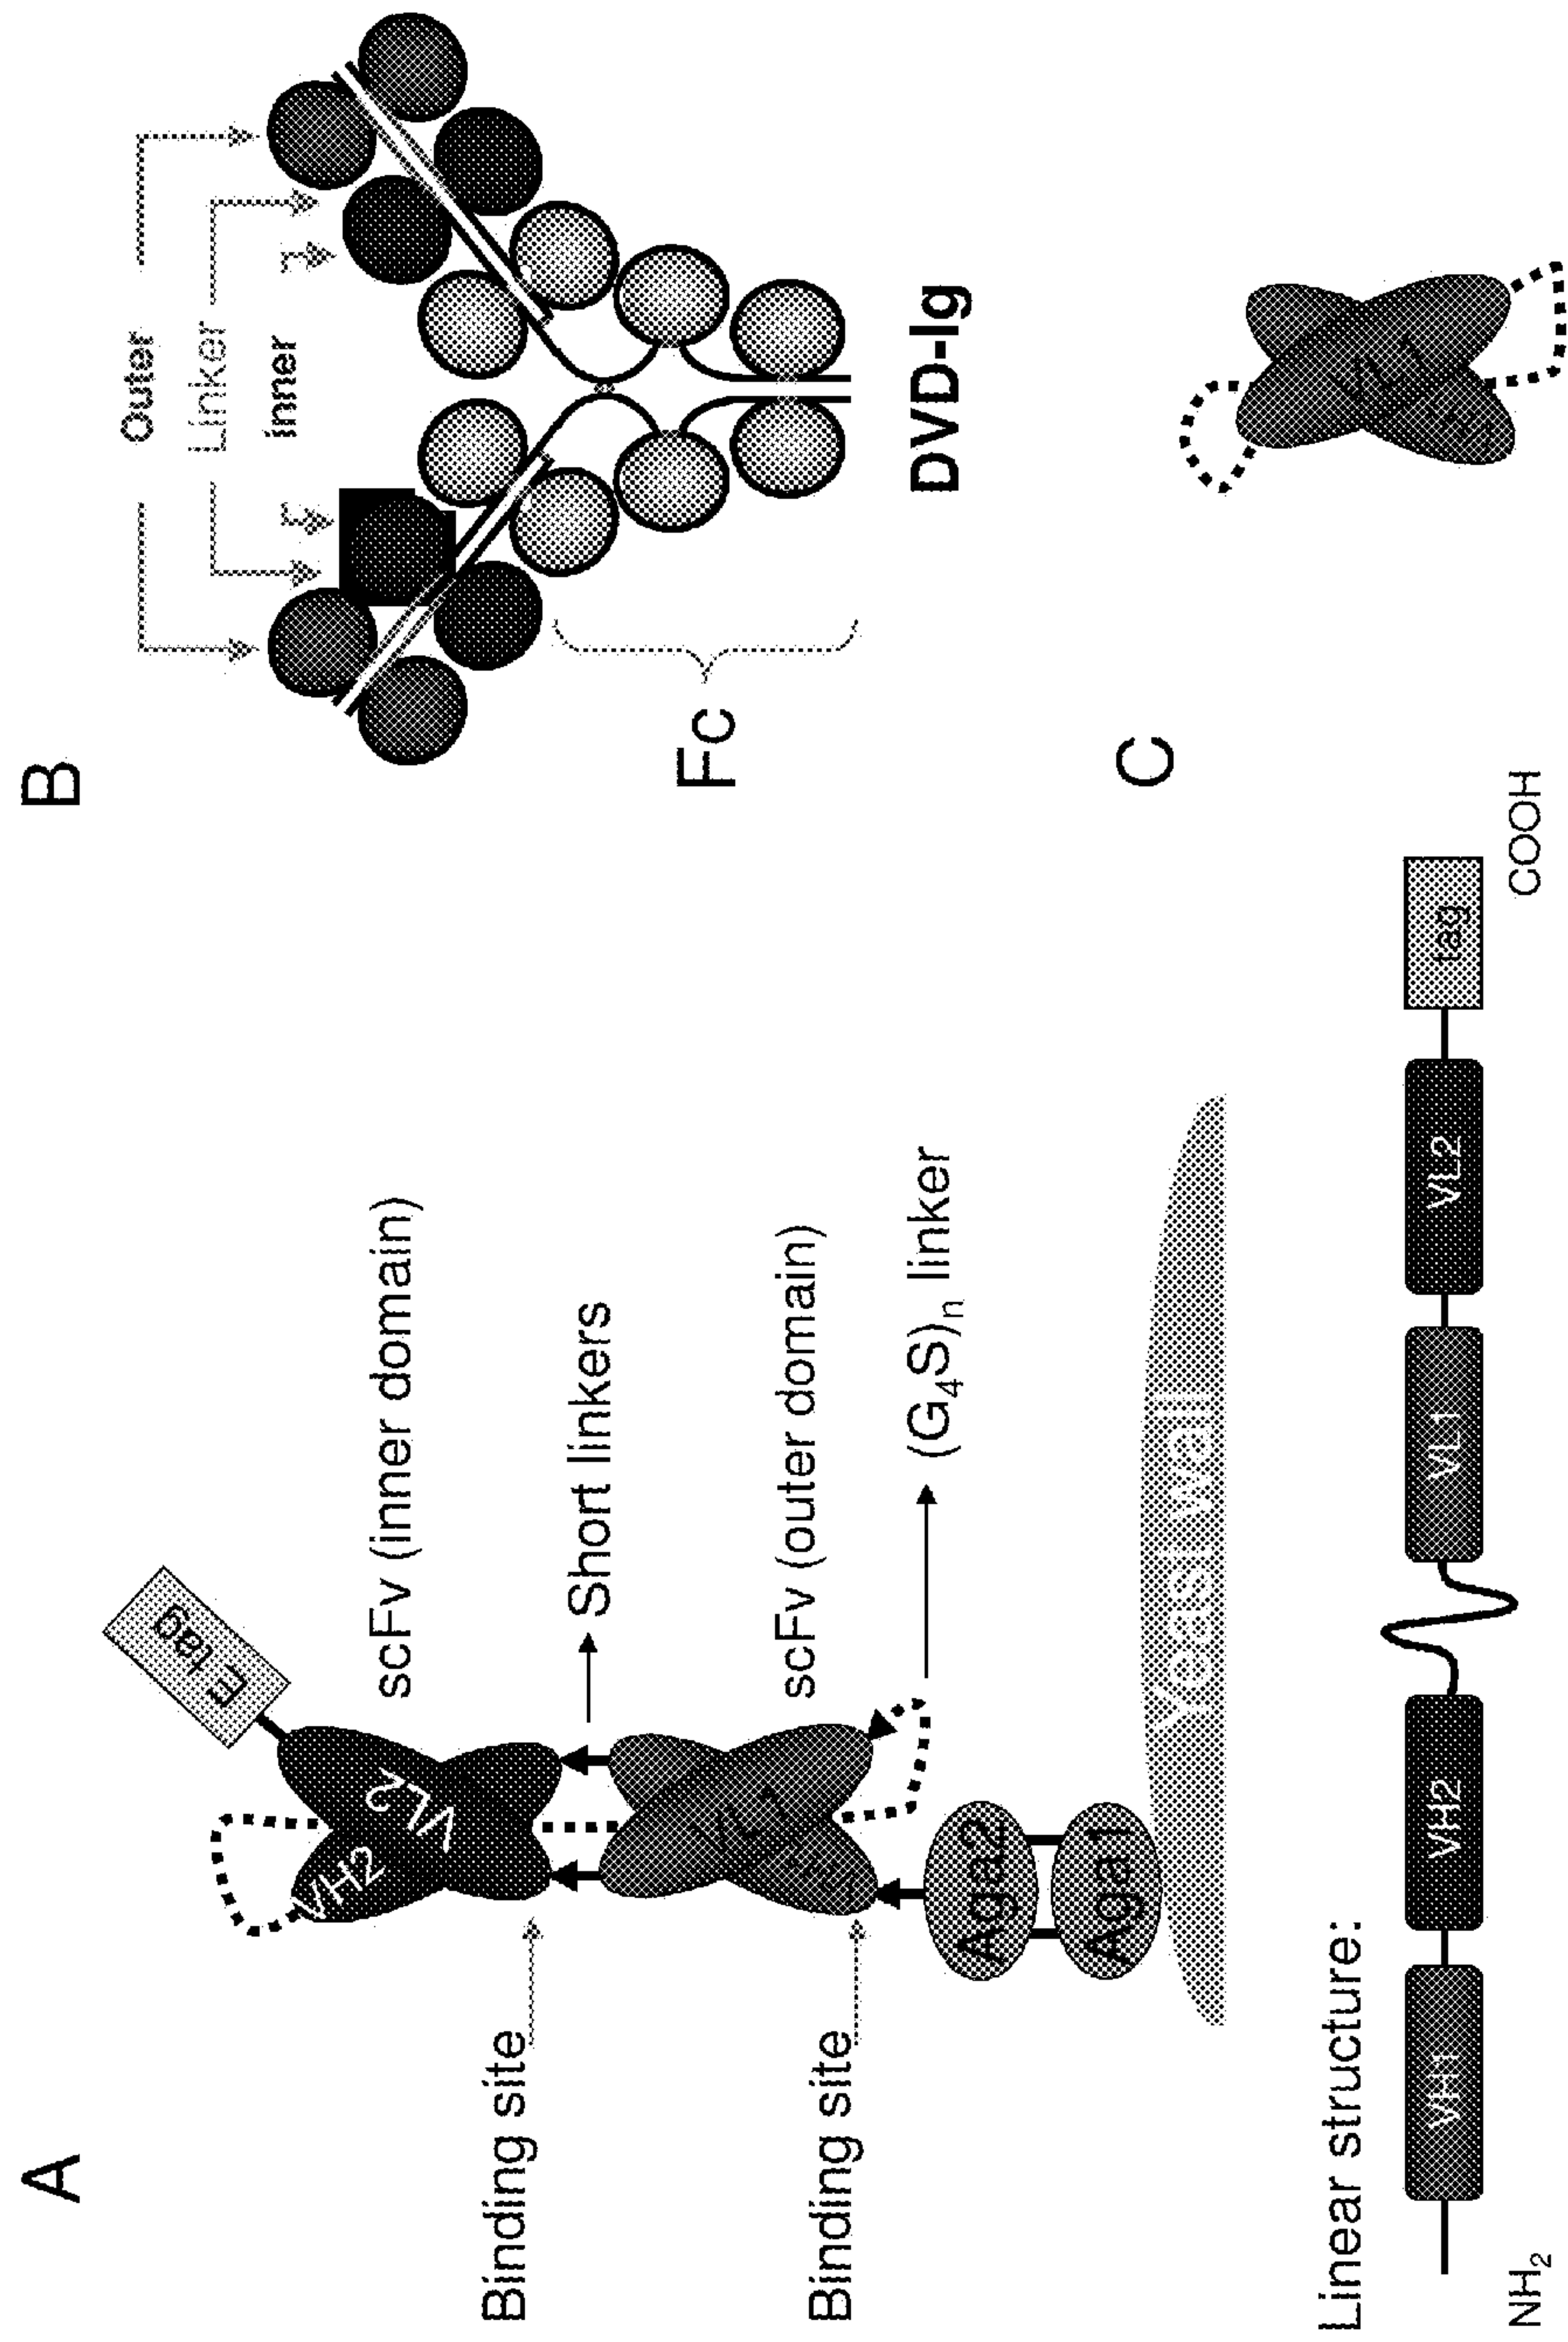 A
E tag
VH2
VL2
scFv (inner domain)
Binding site
Short linkers
scFv (outer domain)
Binding site
(G₄S)ₙ linker
Aga2
Aga1
Yeast wall
Linear structure:
VH1
VH2
VL1
VL2
tag
NH₂
COOH
B
Outer
Linker
Inner
Fc
DVD-Ig
C